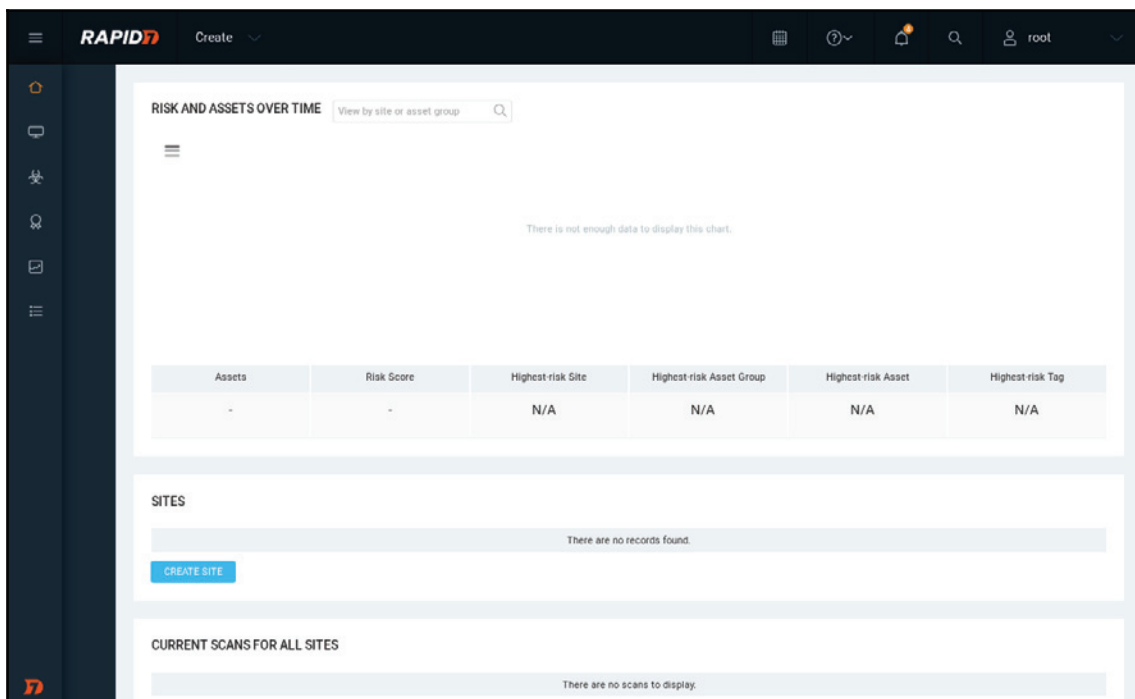 RAPID7 Create root
RISK AND ASSETS OVER TIME View by site or asset group
There is not enough data to display this chart.
Assets Risk Score Highest-risk Site Highest-risk Asset Group Highest-risk Asset Highest-risk Tag
- - N/A N/A N/A N/A
SITES
There are no records found.
CREATE SITE
CURRENT SCANS FOR ALL SITES
There are no scans to display.